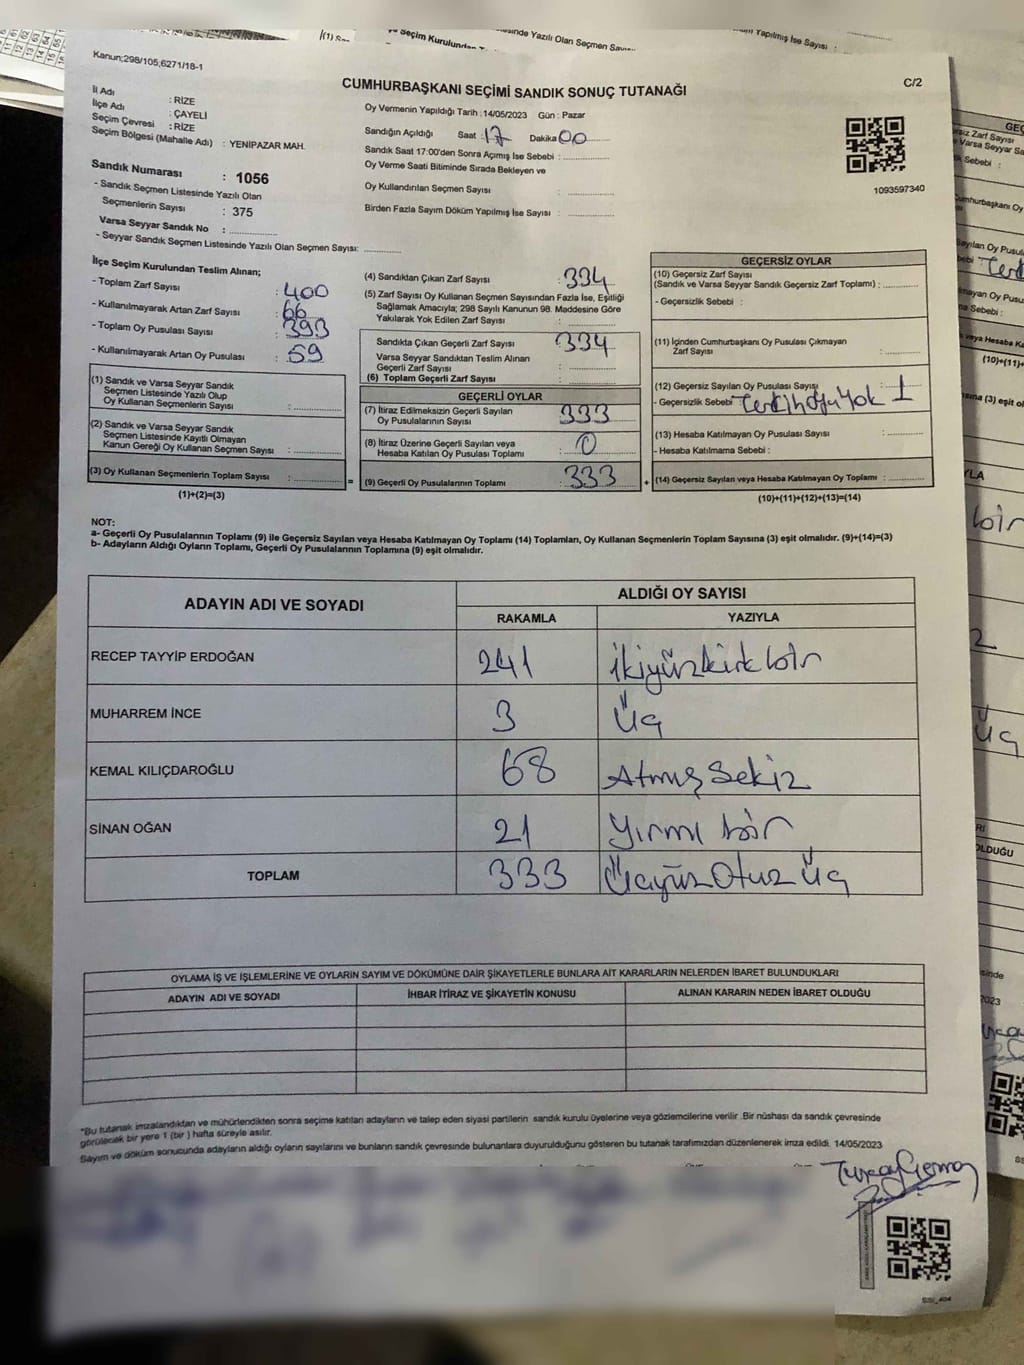 Kanun;298/105,6271/18-1
CUMHURBAŞKANI SEÇİMİ SANDIK SONUÇ TUTANAĞI
C/2
İl Adı : RİZE
İlçe Adı : ÇAYELİ
Seçim Çevresi : RİZE
Seçim Bölgesi (Mahalle Adı) : YENİPAZAR MAH.
Oy Vermenin Yapıldığı Tarih : 14/05/2023 Gün : Pazar
Sandığın Açıldığı Saat : 17 Dakika 00
Sandık Saat 17:00'den Sonra Açımış İse Sebebi :
Oy Verme Saati Bitiminde Sırada Bekleyen ve
Oy Kullandırılan Seçmen Sayısı :
Birden Fazla Sayım Döküm Yapılmış İse Sayısı :
1093597340
Sandık Numarası : 1056
- Sandık Seçmen Listesinde Yazılı Olan
Seçmenlerin Sayısı : 375
Varsa Seyyar Sandık No :
- Seyyar Sandık Seçmen Listesinde Yazılı Olan Seçmen Sayısı:
İlçe Seçim Kurulundan Teslim Alınan;
- Toplam Zarf Sayısı : 400
- Kullanılmayarak Artan Zarf Sayısı : 66
- Toplam Oy Pusulası Sayısı : 393
- Kullanılmayarak Artan Oy Pusulası : 59
(1) Sandık ve Varsa Seyyar Sandık
Seçmen Listesinde Yazılı Olup
Oy Kullanan Seçmenlerin Sayısı :
(2) Sandık ve Varsa Seyyar Sandık
Seçmen Listesinde Kayıtlı Olmayan
Kanun Gereği Oy Kullanan Seçmen Sayısı :
(3) Oy Kullanan Seçmenlerin Toplam Sayısı :
(1)+(2)=(3)
(4) Sandıktan Çıkan Zarf Sayısı : 334
(5) Zarf Sayısı Oy Kullanan Seçmen Sayısından Fazla İse, Eşitliği
Sağlamak Amacıyla; 298 Sayılı Kanunun 98. Maddesine Göre
Yakılarak Yok Edilen Zarf Sayısı :
Sandıkta Çıkan Geçerli Zarf Sayısı : 334
Varsa Seyyar Sandıktan Teslim Alınan
Geçerli Zarf Sayısı :
(6) Toplam Geçerli Zarf Sayısı :
GEÇERLİ OYLAR
(7) İtiraz Edilmeksizin Geçerli Sayılan
Oy Pusulalarının Sayısı : 333
(8) İtiraz Üzerine Geçerli Sayılan veya
Hesaba Katılan Oy Pusulası Toplamı : 0
= (9) Geçerli Oy Pusulalarının Toplamı : 333 +
GEÇERSİZ OYLAR
(10) Geçersiz Zarf Sayısı
(Sandık ve Varsa Seyyar Sandık Geçersiz Zarf Toplamı) :
- Geçersizlik Sebebi :
(11) İçinden Cumhurbaşkanı Oy Pusulası Çıkmayan
Zarf Sayısı :
(12) Geçersiz Sayılan Oy Pusulası Sayısı : 1
- Geçersizlik Sebebi
(13) Hesaba Katılmayan Oy Pusulası Sayısı :
- Hesaba Katılmama Sebebi :
(14) Geçersiz Sayılan veya Hesaba Katılmayan Oy Toplamı :
(10)+(11)+(12)+(13)=(14)
NOT:
a- Geçerli Oy Pusulalarının Toplamı (9) ile Geçersiz Sayılan veya Hesaba Katılmayan Oy Toplamı (14) Toplamları, Oy Kullanan Seçmenlerin Toplam Sayısına (3) eşit olmalıdır. (9)+(14)=(3)
b- Adayların Aldığı Oyların Toplamı, Geçerli Oy Pusulalarının Toplamına (9) eşit olmalıdır.
ADAYIN ADI VE SOYADI
ALDIĞI OY SAYISI
RAKAMLA YAZIYLA
RECEP TAYYİP ERDOĞAN 241 İkiyüzkırkbir
MUHARREM İNCE 3 Üç
KEMAL KILIÇDAROĞLU 68 Atmış Sekiz
SİNAN OĞAN 21 Yırmı bir
TOPLAM 333 Üçyüz Otuz Üç
OYLAMA İŞ VE İŞLEMLERİNE VE OYLARIN SAYIM VE DÖKÜMÜNE DAİR ŞİKAYETLERLE BUNLARA AİT KARARLARIN NELERDEN İBARET BULUNDUKLARI
ADAYIN ADI VE SOYADI İHBAR İTİRAZ VE ŞİKAYETİN KONUSU ALINAN KARARIN NEDEN İBARET OLDUĞU
*Bu tutanak imzalandıktan ve mühürlendikten sonra seçime katılan adayların ve talep eden siyasi partilerin sandık kurulu üyelerine veya gözlemcilerine verilir. Bir nüshası da sandık çevresinde
görülecek bir yere 1 (bir) hafta süreyle asılır.
Sayım ve döküm sonucunda adayların aldığı oyların sayılarını ve bunların sandık çevresinde bulunanlara duyurulduğunu gösteren bu tutanak tarafımızdan düzenlenerek imza edildi. 14/05/2023